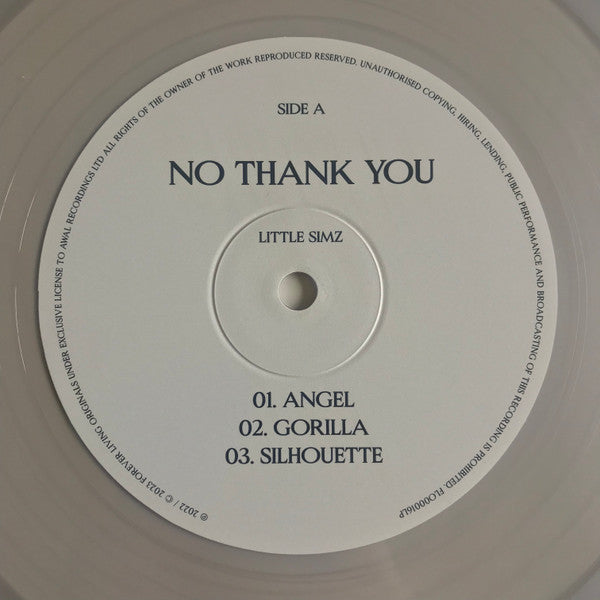 SIDE A
NO THANK YOU
LITTLE SIMZ
01. ANGEL
02. GORILLA
03. SILHOUETTE
℗ 2022 / © 2023 FOREVER LIVING ORIGINALS UNDER EXCLUSIVE LICENSE TO AWAL RECORDINGS LTD ALL RIGHTS OF THE OWNER OF THE WORK REPRODUCED RESERVED. UNAUTHORISED COPYING, HIRING, LENDING, PUBLIC PERFORMANCE AND BROADCASTING OF THIS RECORDING IS PROHIBITED. FLO00016LP